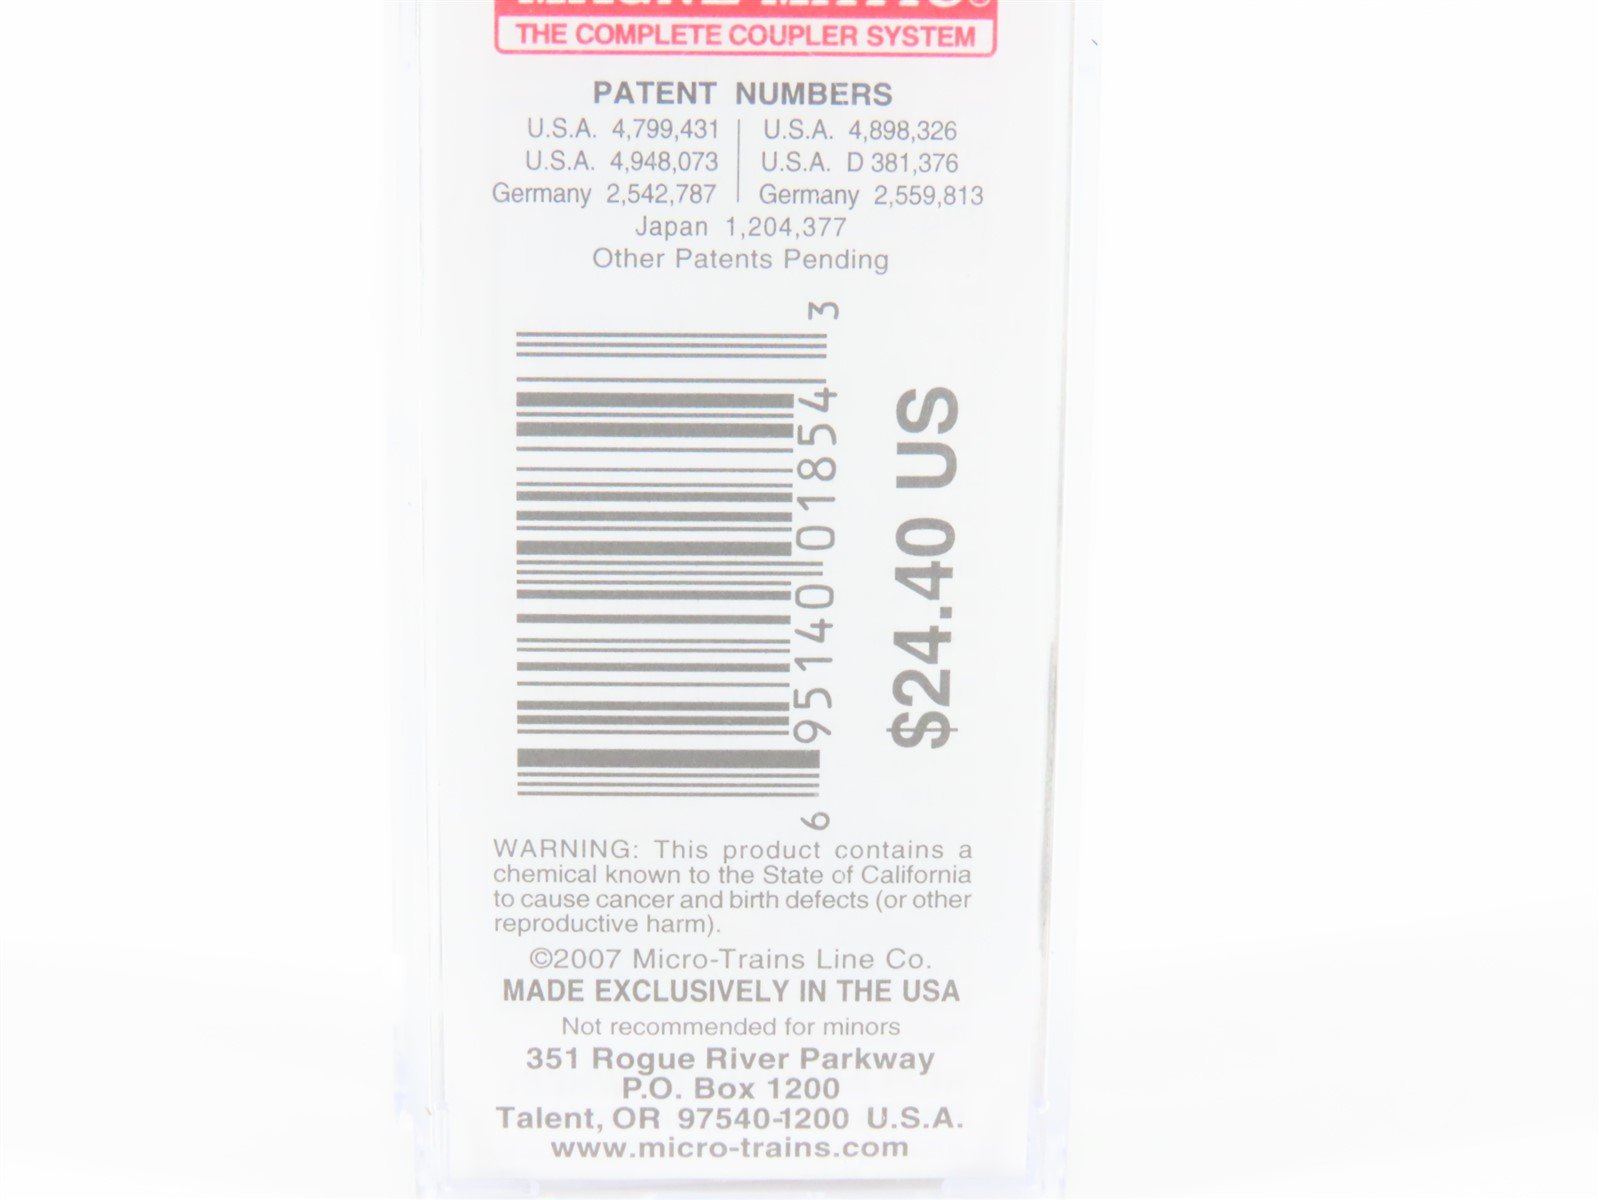 MAGNE-MATIC®
THE COMPLETE COUPLER SYSTEM
PATENT NUMBERS
U.S.A. 4,799,431 U.S.A. 4,898,326
U.S.A. 4,948,073 U.S.A. D 381,376
Germany 2,542,787 Germany 2,559,813
Japan 1,204,377
Other Patents Pending
6 95140 01854 3
$24.40 US
WARNING: This product contains a
chemical known to the State of California
to cause cancer and birth defects (or other
reproductive harm).
©2007 Micro-Trains Line Co.
MADE EXCLUSIVELY IN THE USA
Not recommended for minors
351 Rogue River Parkway
P.O. Box 1200
Talent, OR 97540-1200 U.S.A.
www.micro-trains.com